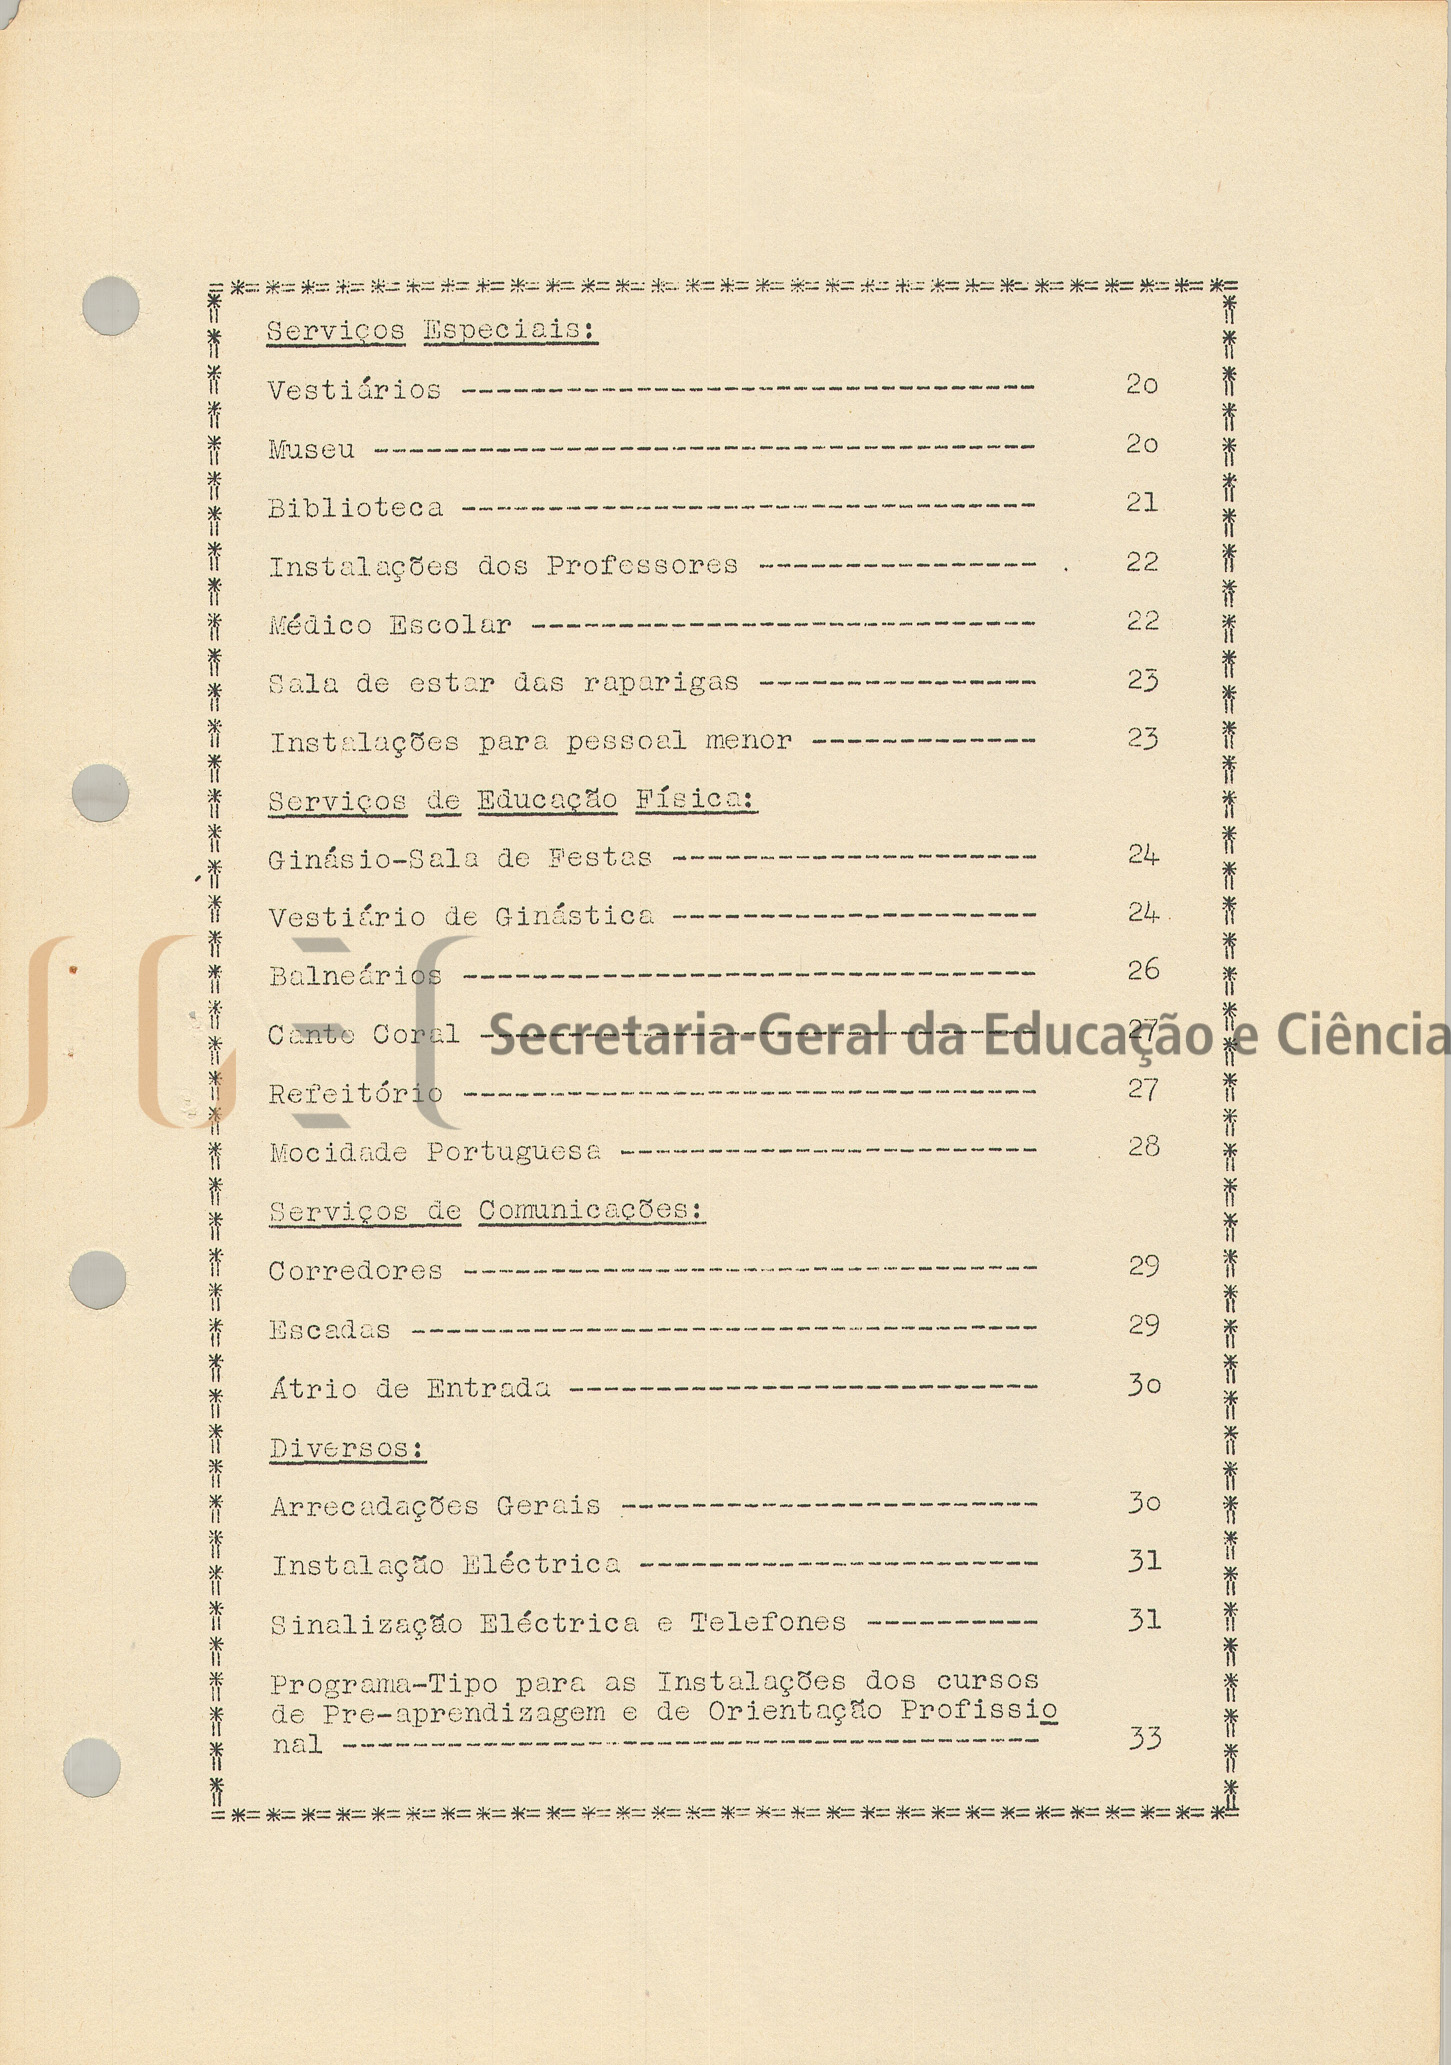 Serviços Especiais:
Vestiários --------------------------------- 2o
Museu -------------------------------------- 2o
Biblioteca --------------------------------- 21
Instalações dos Professores ---------------- 22
Médico Escolar ----------------------------- 22
Sala de estar das raparigas ---------------- 23
Instalações para pessoal menor ------------- 23
Serviços de Educação Física:
Ginásio-Sala de Festas --------------------- 24
Vestiário de Ginástica --------------------- 24
Balneários --------------------------------- 26
Canto Coral -------------------------------- 27
SGEC Secretaria-Geral da Educação e Ciência
Refeitório --------------------------------- 27
Mocidade Portuguesa ------------------------ 28
Serviços de Comunicações:
Corredores --------------------------------- 29
Escadas ------------------------------------ 29
Átrio de Entrada --------------------------- 3o
Diversos:
Arrecadações Gerais ------------------------ 3o
Instalação Eléctrica ----------------------- 31
Sinalização Eléctrica e Telefones ---------- 31
Programa-Tipo para as Instalações dos cursos
de Pre-aprendizagem e de Orientação Profissio
nal ---------------------------------------- 33